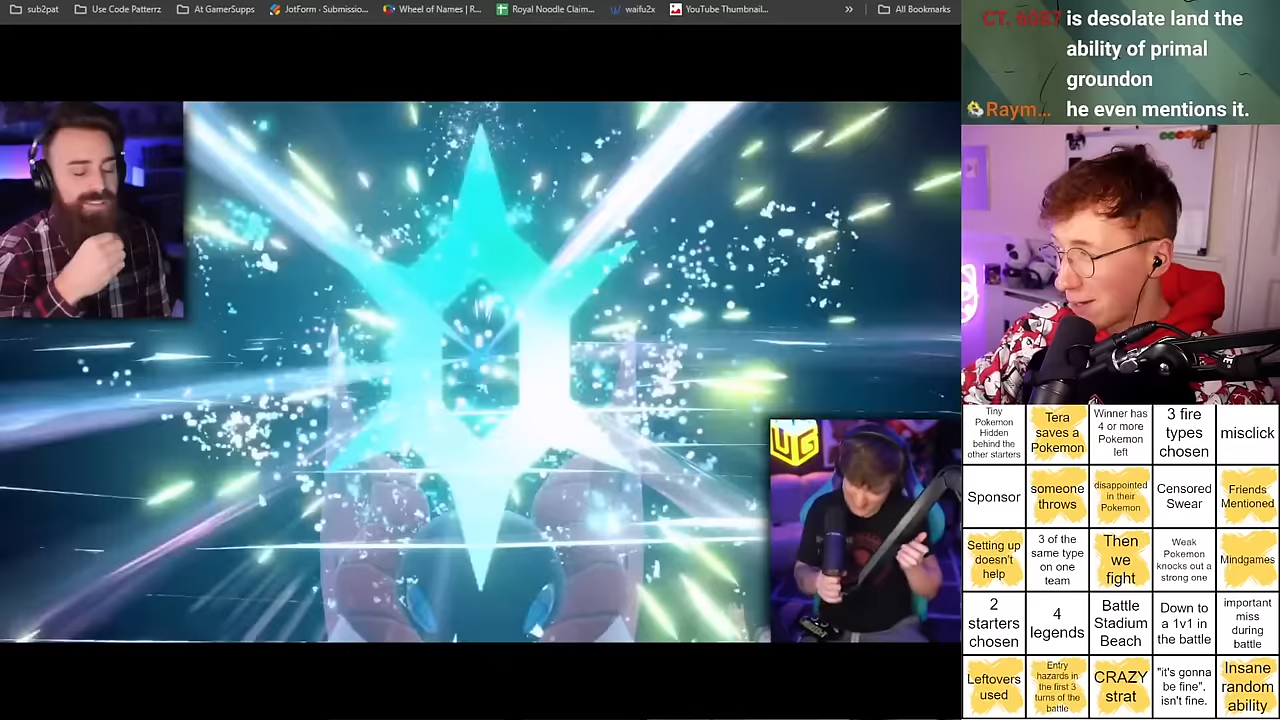 sub2pat
Use Code Patterrz
At GamerSupps
JotForm - Submissio...
Wheel of Names | R...
Royal Noodle Claim...
waifu2x
YouTube Thumbnail...
»
All Bookmarks
CT. 6087 is desolate land the
ability of primal
groundon
Raym... he even mentions it.
UG
Tiny
Pokemon
Hidden
behind the
other starters
Tera
saves a
Pokemon
Winner has
4 or more
Pokemon
left
3 fire
types
chosen
misclick
Sponsor
someone
throws
disappointed
in their
Pokemon
Censored
Swear
Friends
Mentioned
Setting up
doesn't
help
3 of the
same type
on one
team
Then
we
fight
Weak
Pokemon
knocks out a
strong one
Mindgames
2
starters
chosen
4
legends
Battle
Stadium
Beach
Down to
a 1v1 in
the battle
important
miss
during
battle
Leftovers
used
Entry
hazards in
the first 3
turns of the
battle
CRAZY
strat
"it's gonna
be fine".
isn't fine.
Insane
random
ability